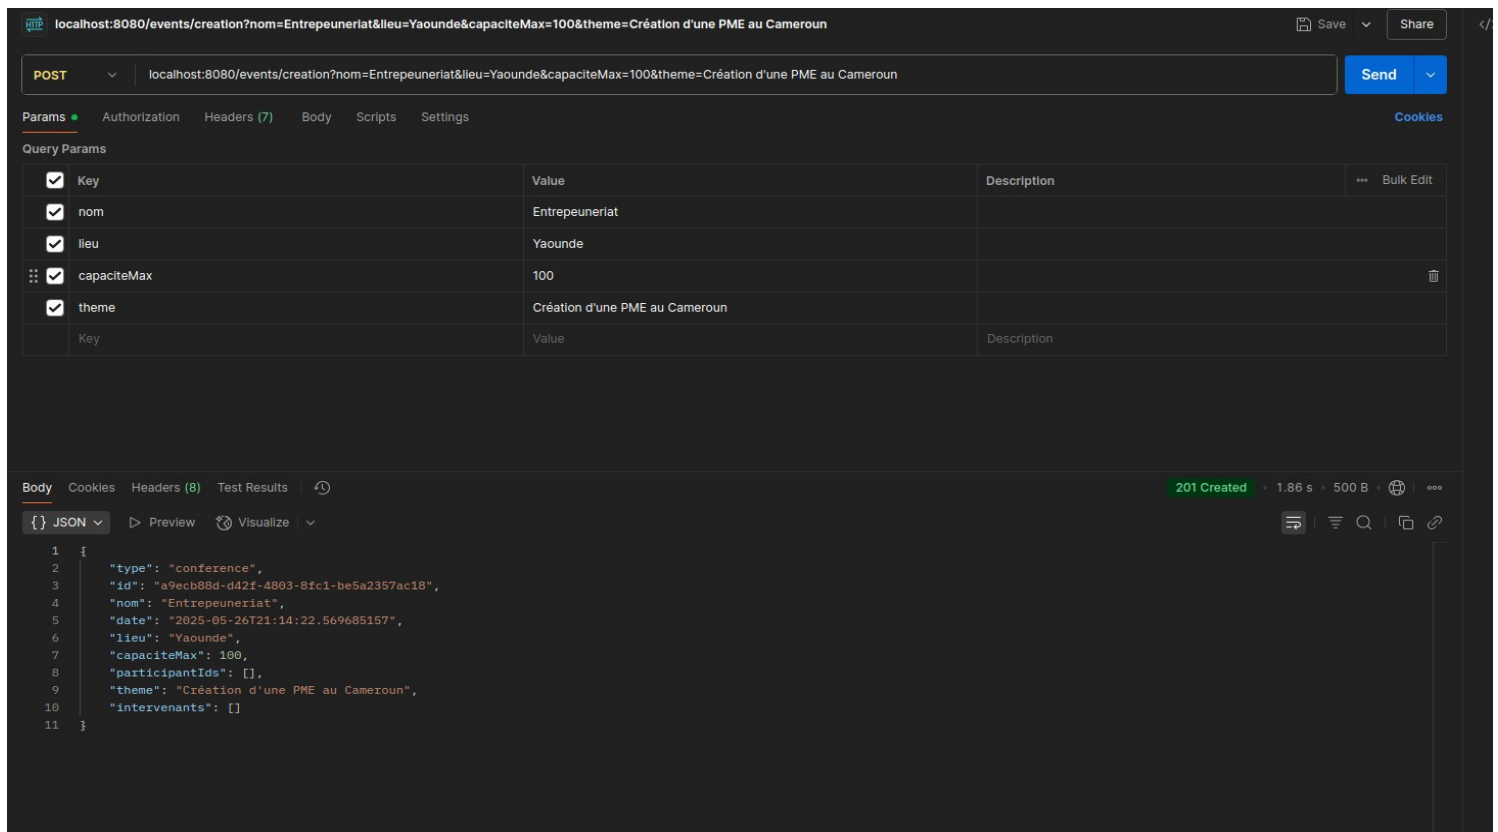 HTTP localhost:8080/events/creation?nom=Entrepeuneriat&lieu=Yaounde&capaciteMax=100&theme=Création d'une PME au Cameroun Save Share </>
POST localhost:8080/events/creation?nom=Entrepeuneriat&lieu=Yaounde&capaciteMax=100&theme=Création d'une PME au Cameroun Send
Params Authorization Headers (7) Body Scripts Settings Cookies
Query Params
Key Value Description Bulk Edit
nom Entrepeuneriat
lieu Yaounde
capaciteMax 100
theme Création d'une PME au Cameroun
Key Value Description
Body Cookies Headers (8) Test Results 201 Created 1.86 s 500 B
{} JSON Preview Visualize
1 {
2 "type": "conference",
3 "id": "a9ecb88d-d42f-4803-8fc1-be5a2357ac18",
4 "nom": "Entrepeuneriat",
5 "date": "2025-05-26T21:14:22.569685157",
6 "lieu": "Yaounde",
7 "capaciteMax": 100,
8 "participantIds": [],
9 "theme": "Création d'une PME au Cameroun",
10 "intervenants": []
11 }